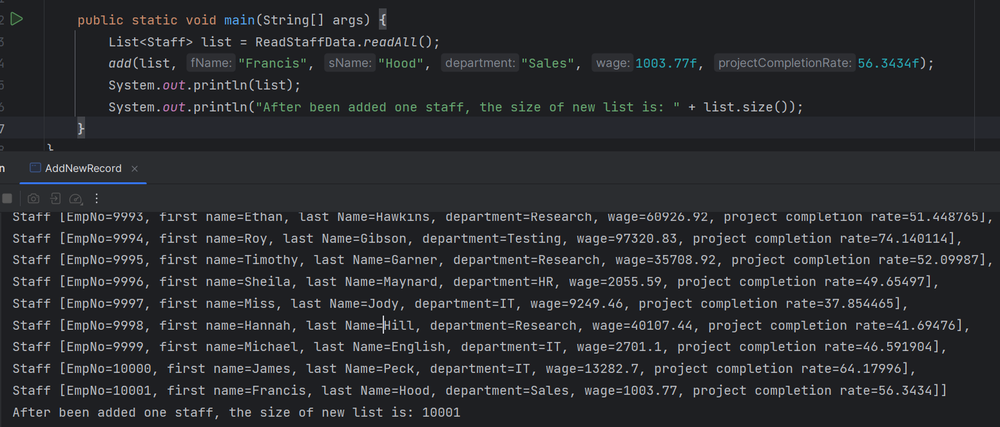 public static void main(String[] args) {
List<Staff> list = ReadStaffData.readAll();
add(list, fName: "Francis", sName: "Hood", department: "Sales", wage: 1003.77f, projectCompletionRate: 56.3434f);
System.out.println(list);
System.out.println("After been added one staff, the size of new list is: " + list.size());
}
}
AddNewRecord
Staff [EmpNo=9993, first name=Ethan, last Name=Hawkins, department=Research, wage=60926.92, project completion rate=51.448765],
Staff [EmpNo=9994, first name=Roy, last Name=Gibson, department=Testing, wage=97320.83, project completion rate=74.140114],
Staff [EmpNo=9995, first name=Timothy, last Name=Garner, department=Research, wage=35708.92, project completion rate=52.09987],
Staff [EmpNo=9996, first name=Sheila, last Name=Maynard, department=HR, wage=2055.59, project completion rate=49.65497],
Staff [EmpNo=9997, first name=Miss, last Name=Jody, department=IT, wage=9249.46, project completion rate=37.854465],
Staff [EmpNo=9998, first name=Hannah, last Name=Hill, department=Research, wage=40107.44, project completion rate=41.69476],
Staff [EmpNo=9999, first name=Michael, last Name=English, department=IT, wage=2701.1, project completion rate=46.591904],
Staff [EmpNo=10000, first name=James, last Name=Peck, department=IT, wage=13282.7, project completion rate=64.17996],
Staff [EmpNo=10001, first name=Francis, last Name=Hood, department=Sales, wage=1003.77, project completion rate=56.3434]]
After been added one staff, the size of new list is: 10001